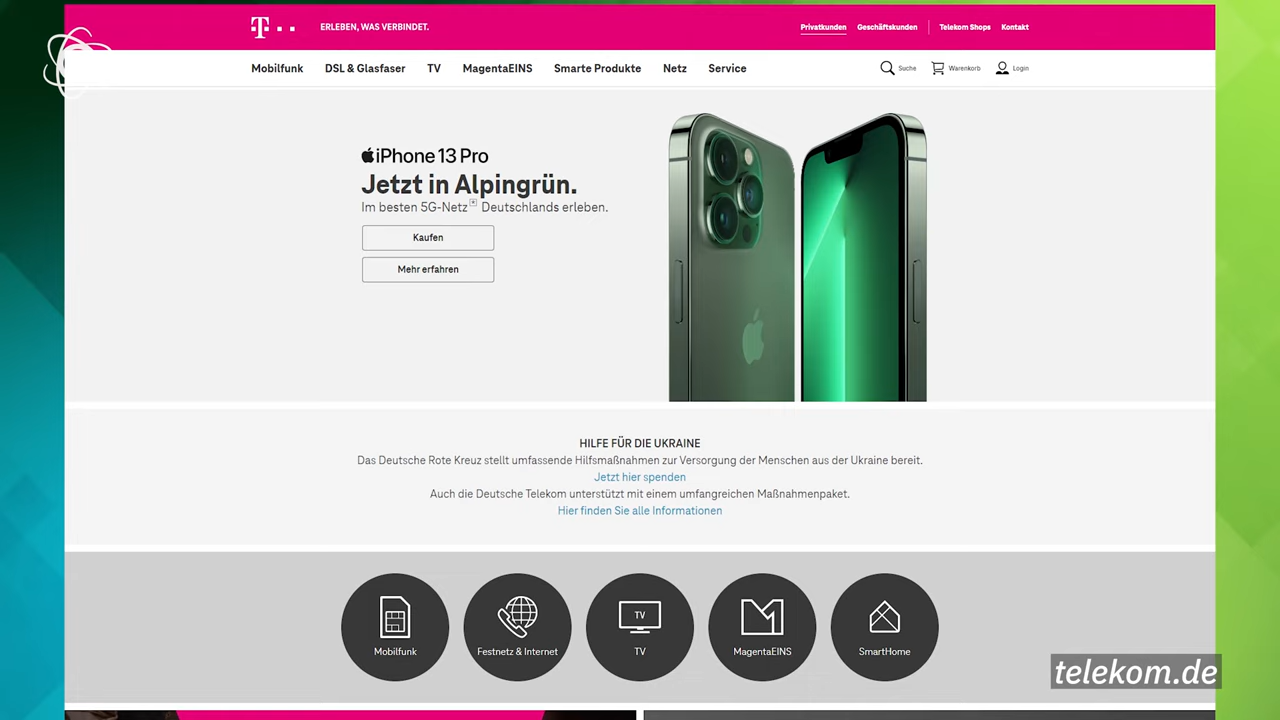 T
ERLEBEN, WAS VERBINDET.
Privatkunden Geschäftskunden Telekom Shops Kontakt
Mobilfunk DSL & Glasfaser TV MagentaEINS Smarte Produkte Netz Service
Suche Warenkorb Login
iPhone 13 Pro
Jetzt in Alpingrün.
Im besten 5G-Netz* Deutschlands erleben.
Kaufen
Mehr erfahren
HILFE FÜR DIE UKRAINE
Das Deutsche Rote Kreuz stellt umfassende Hilfsmaßnahmen zur Versorgung der Menschen aus der Ukraine bereit.
Jetzt hier spenden
Auch die Deutsche Telekom unterstützt mit einem umfangreichen Maßnahmenpaket.
Hier finden Sie alle Informationen
TV
Mobilfunk Festnetz & Internet TV MagentaEINS SmartHome
telekom.de